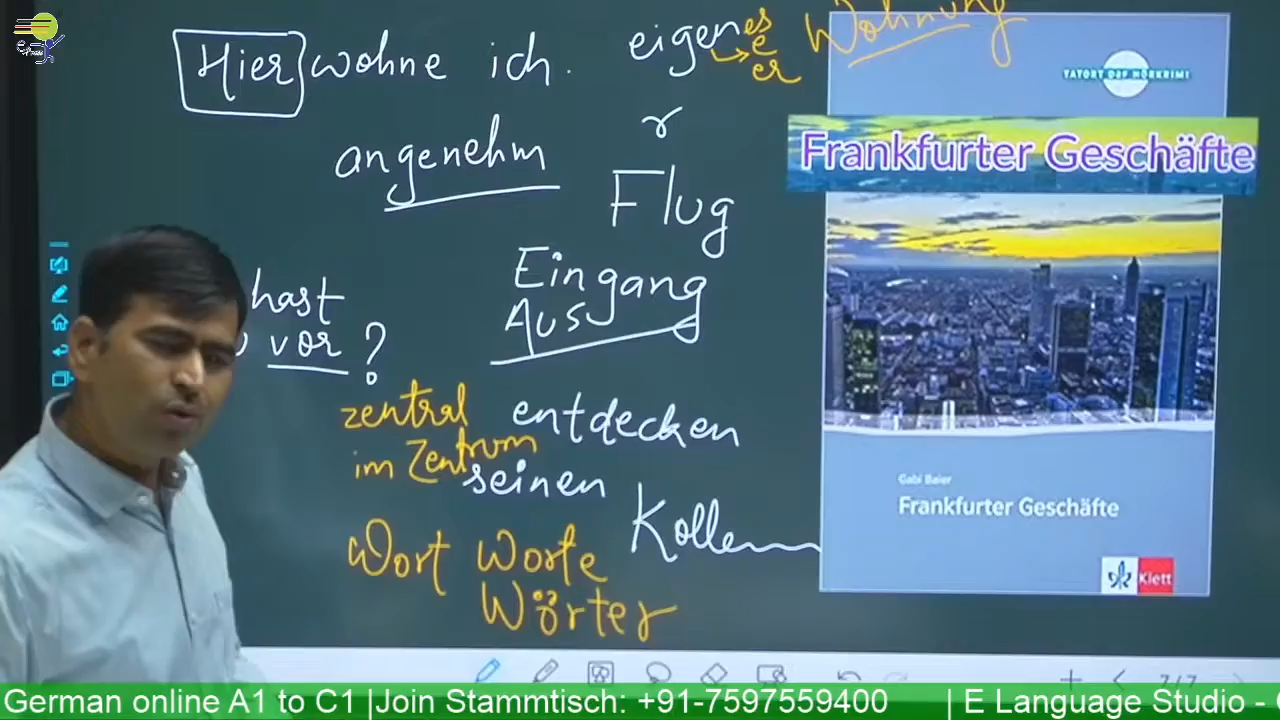 Hier wohne ich.
eigenes
e
er
Wohnung
angenehm
r
Flug
Eingang
Aus
hast
vor ?
zentral
im Zentrum
entdecken
seinen
Wort Worte
Wörter
TATORT DAF HÖRKRIMI
Frankfurter Geschäfte
Gabi Baier
Frankfurter Geschäfte
Klett
German online A1 to C1 |Join Stammtisch: +91-7597559400 | E Language Studio -